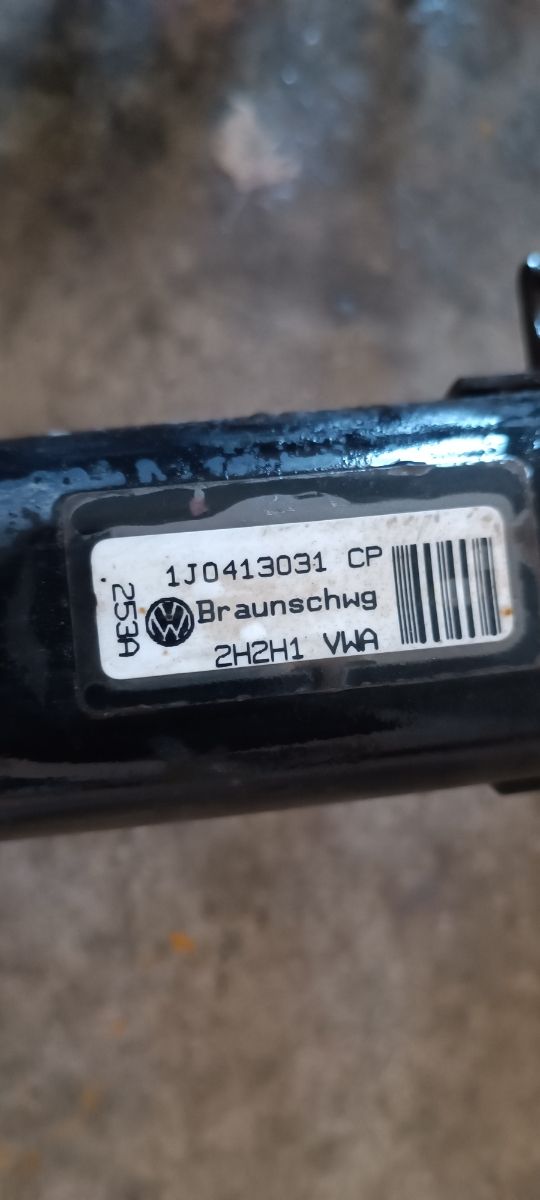 1J0413031 CP
Braunschwg
2H2H1 VWA
253A